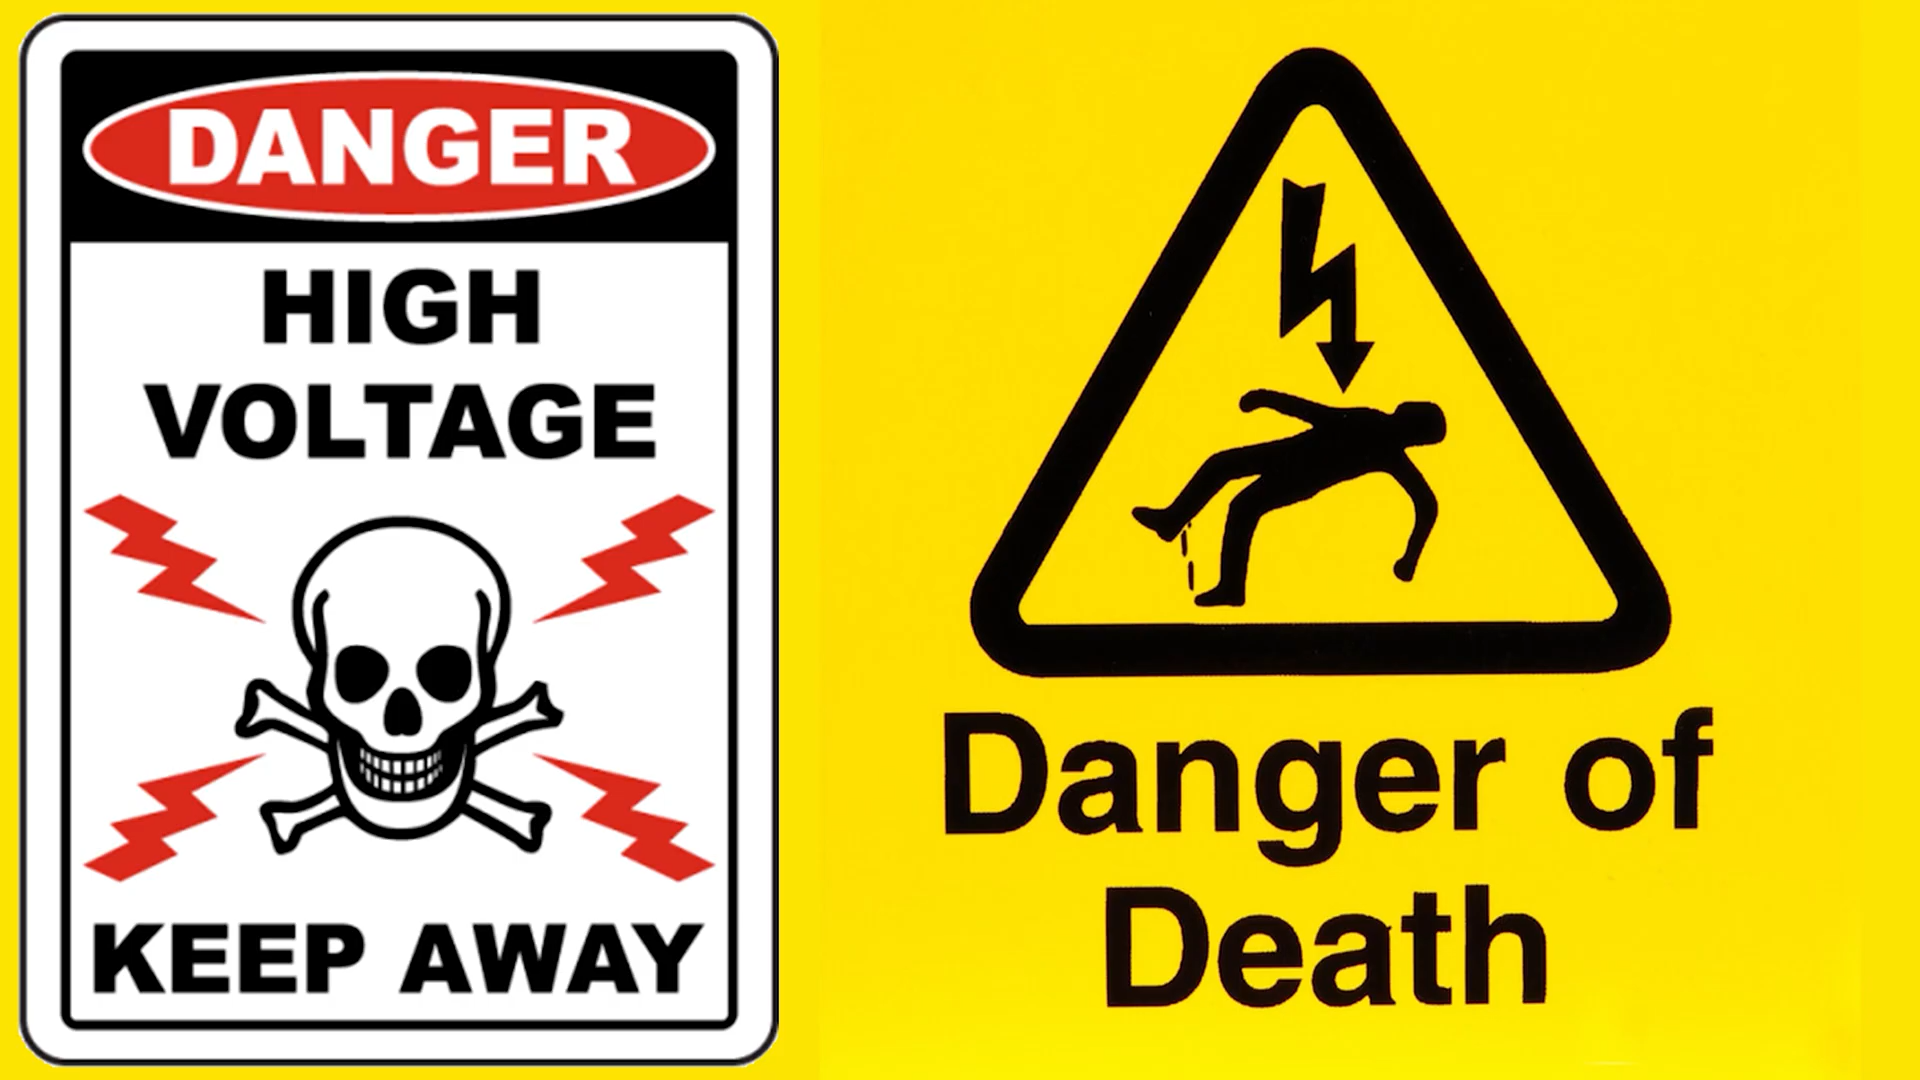 DANGER
HIGH
VOLTAGE
KEEP AWAY
Danger of
Death